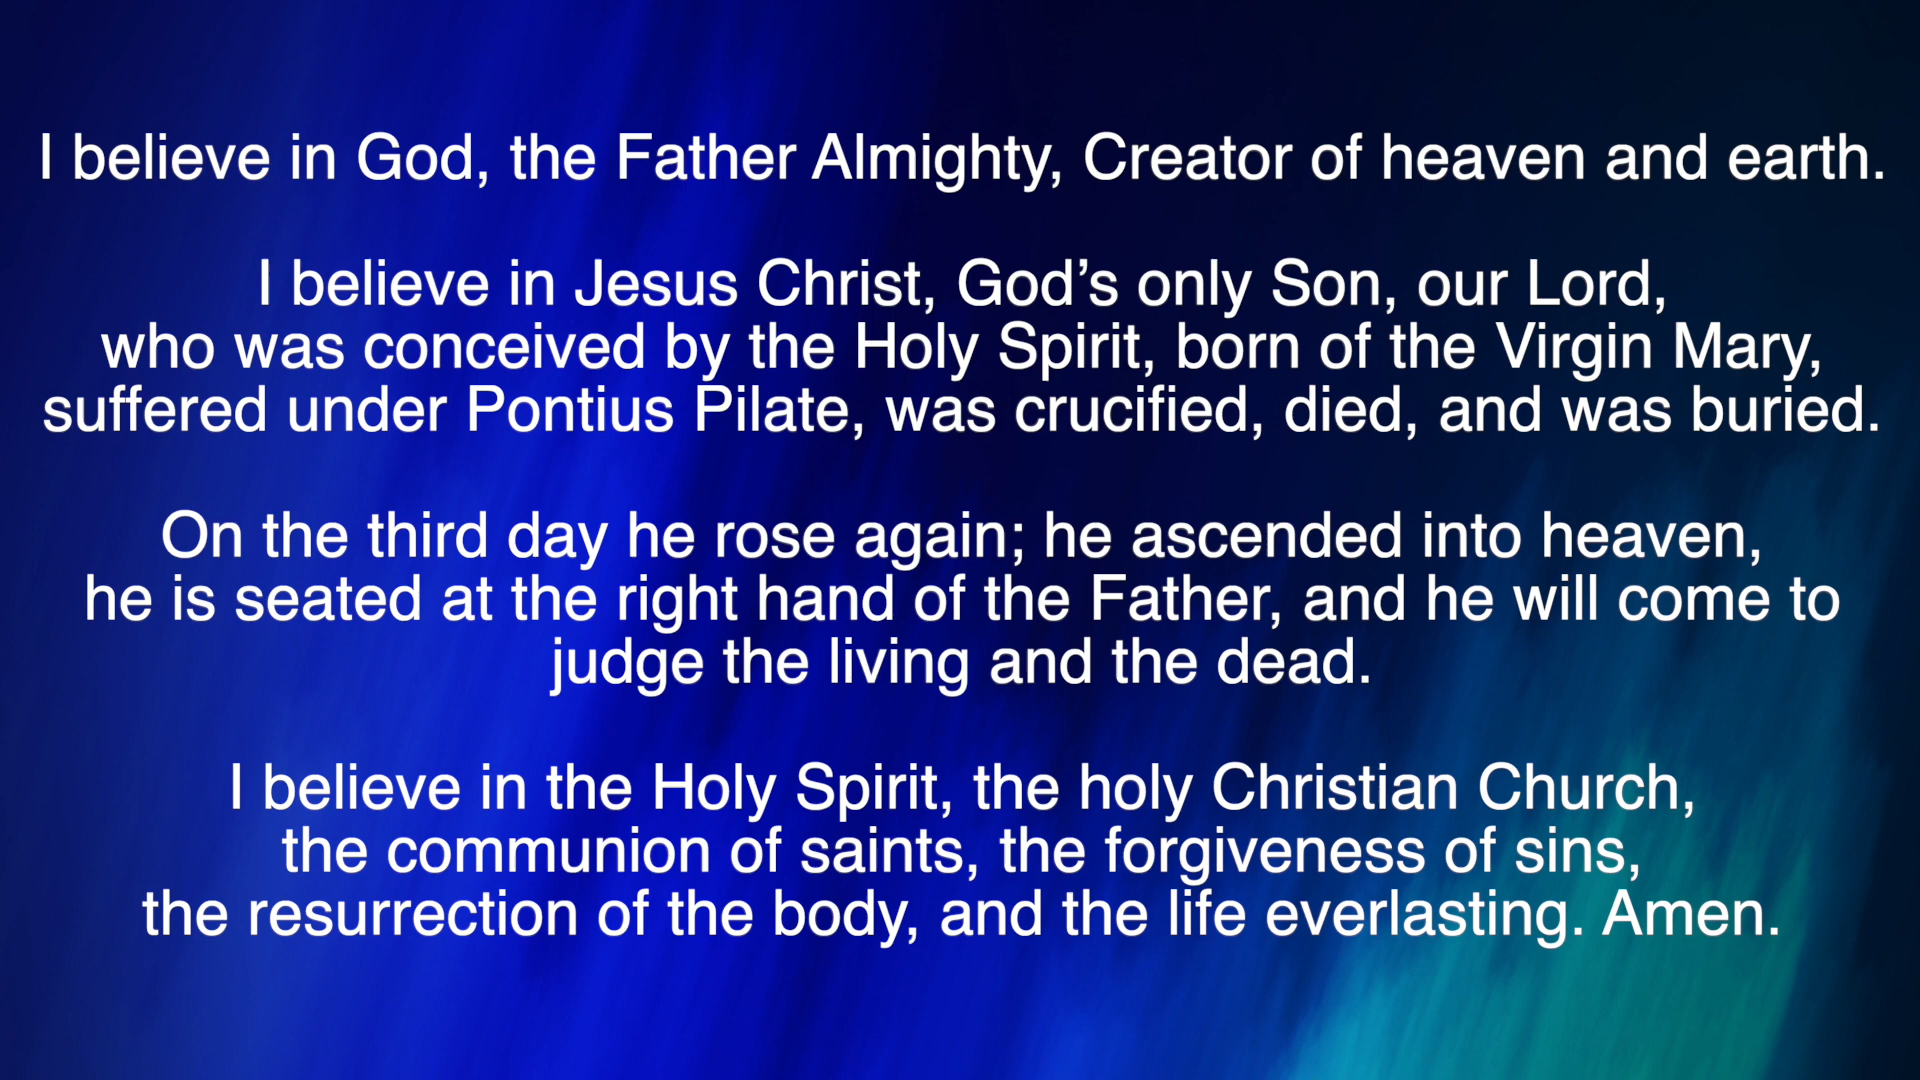 I believe in God, the Father Almighty, Creator of heaven and earth.
I believe in Jesus Christ, God’s only Son, our Lord,
who was conceived by the Holy Spirit, born of the Virgin Mary,
suffered under Pontius Pilate, was crucified, died, and was buried.
On the third day he rose again; he ascended into heaven,
he is seated at the right hand of the Father, and he will come to
judge the living and the dead.
I believe in the Holy Spirit, the holy Christian Church,
the communion of saints, the forgiveness of sins,
the resurrection of the body, and the life everlasting. Amen.